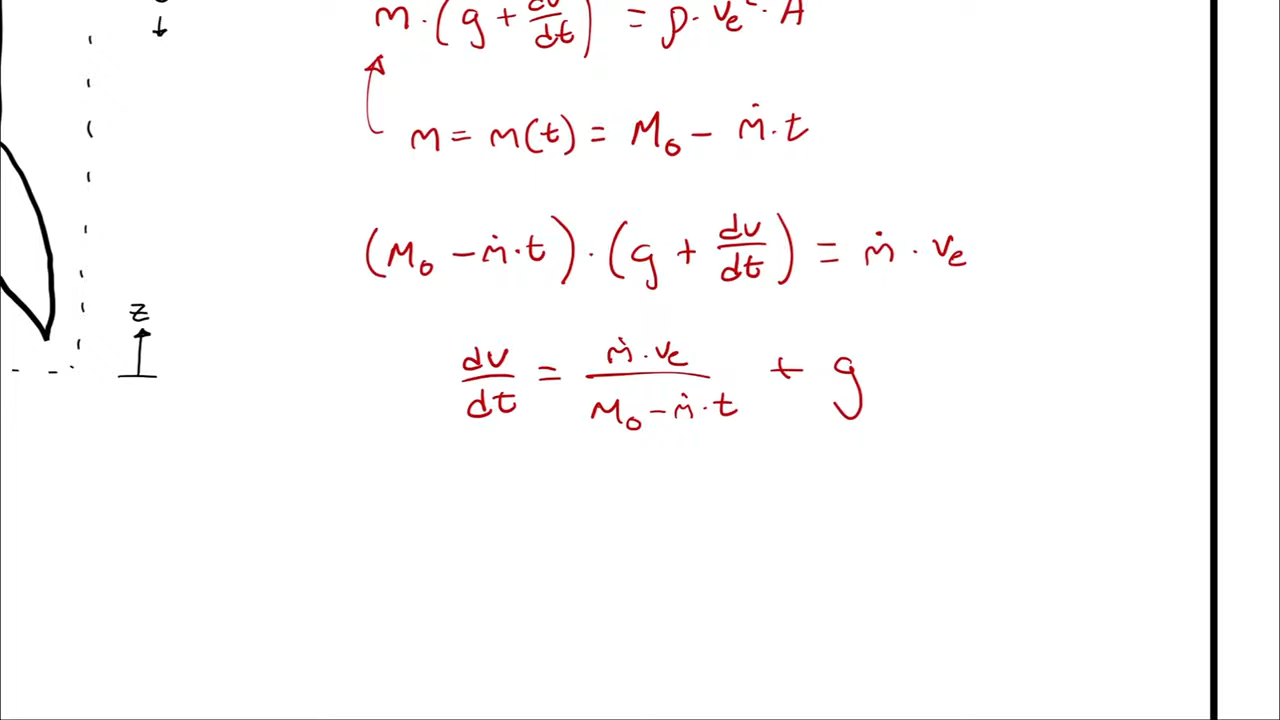 m · (g + dv/dt) = ρ · ve² · A
m = m(t) = M₀ − ṁ · t
(M₀ − ṁ · t) · (g + dv/dt) = ṁ · ve
z
dv/dt = ṁ · ve / M₀ − ṁ · t + g